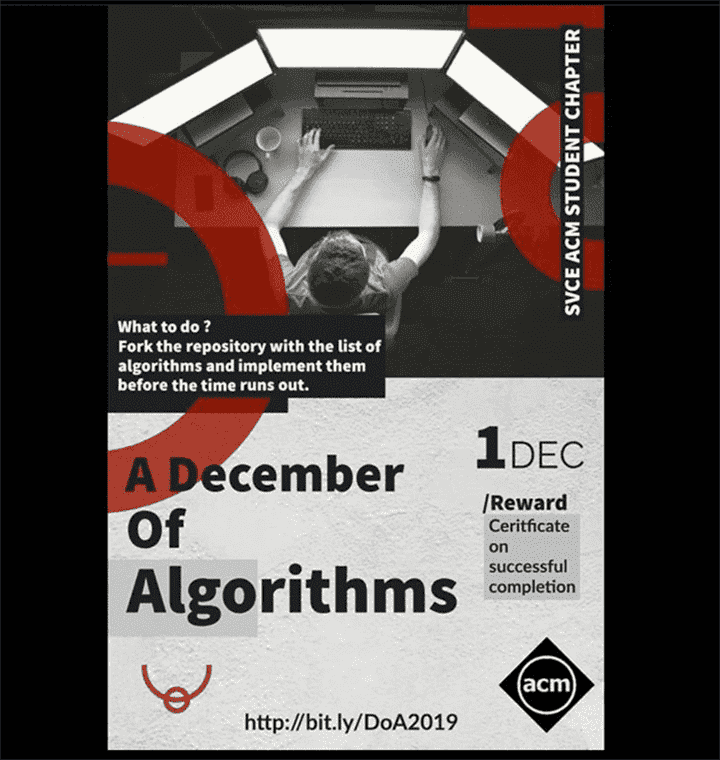 SVCE ACM STUDENT CHAPTER
What to do ?
Fork the repository with the list of
algorithms and implement them
before the time runs out.
1 DEC
/Reward
Ceritficate
on
successful
completion
A December
Of
Algorithms
acm
http://bit.ly/DoA2019